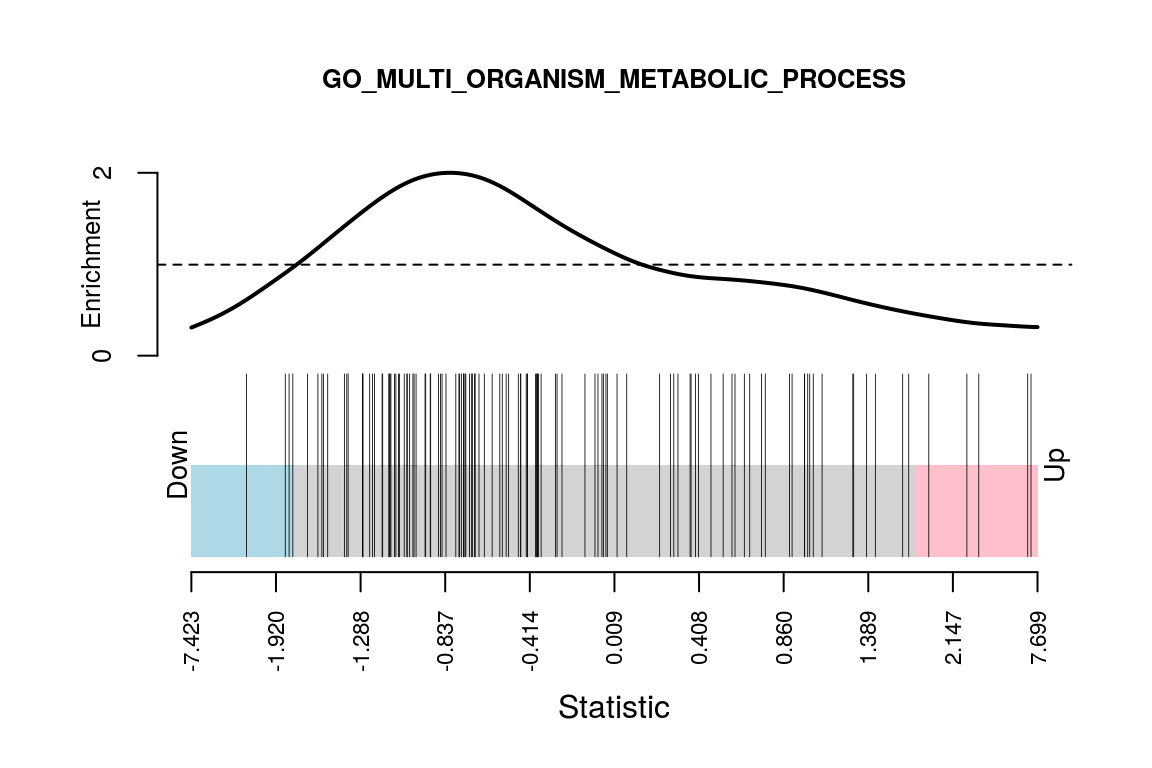 GO_MULTI_ORGANISM_METABOLIC_PROCESS
2
Enrichment
0
Down
Up
-7.423
-1.920
-1.288
-0.837
-0.414
0.009
0.408
0.860
1.389
2.147
7.699
Statistic